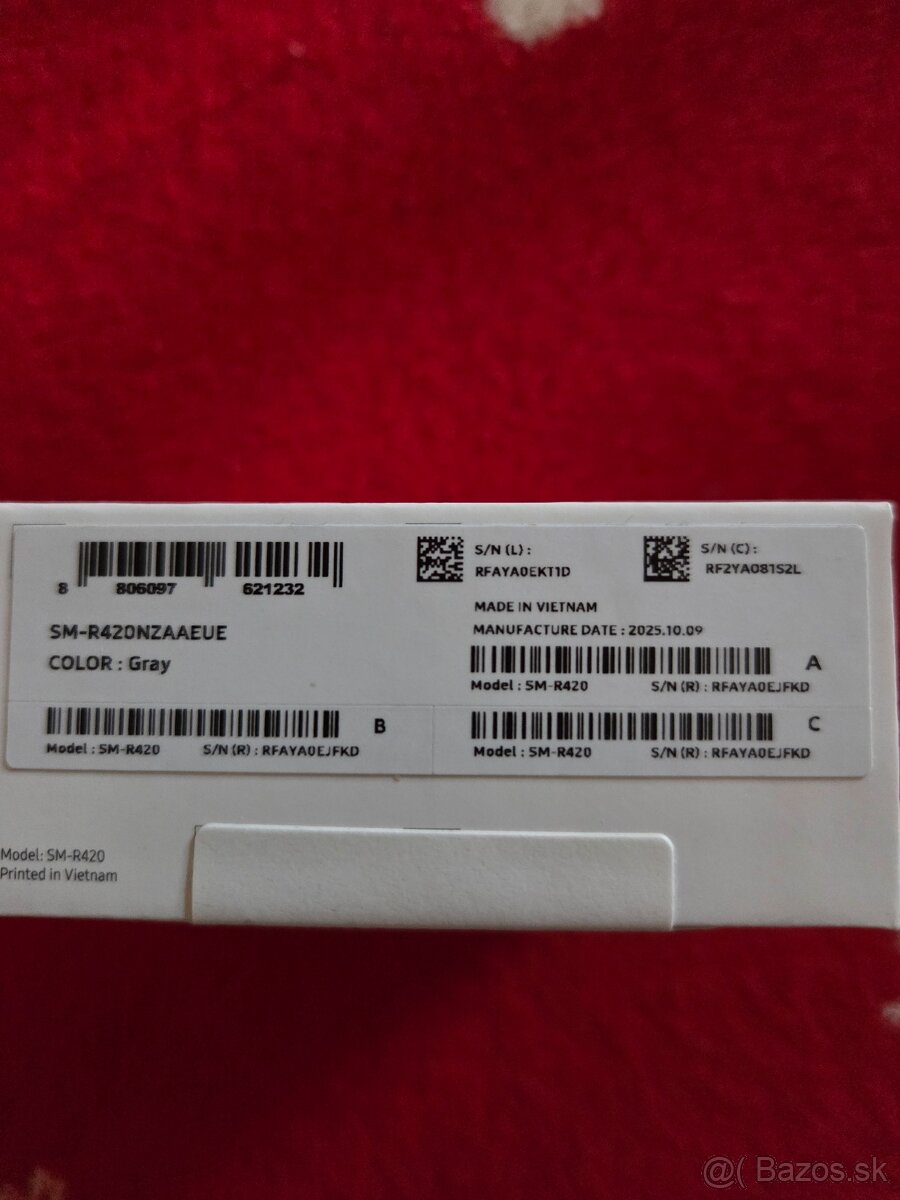 8 806097 621232
SM-R420NZAAEUE
COLOR : Gray
S/N (L) :
RFAYA0EKT1D
S/N (C) :
RF2YA081S2L
MADE IN VIETNAM
MANUFACTURE DATE : 2025.10.09
A
Model : SM-R420 S/N (R) : RFAYA0EJFKD
B
Model : SM-R420 S/N (R) : RFAYA0EJFKD
C
Model : SM-R420 S/N (R) : RFAYA0EJFKD
Model: SM-R420
Printed in Vietnam
@( Bazos.sk